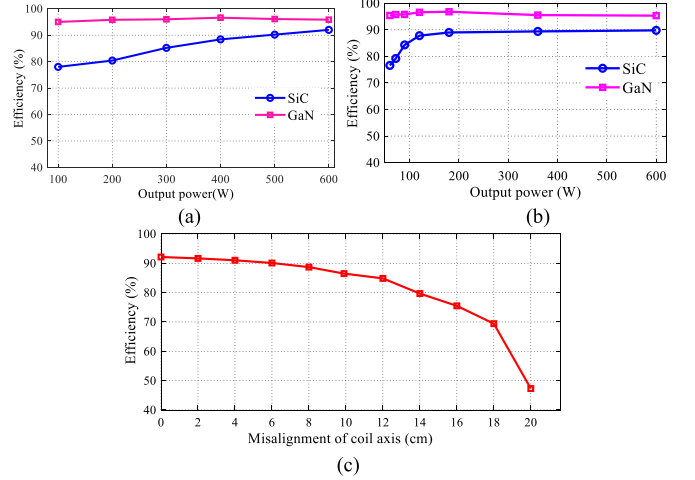 100
90
80
70
60
50
40
Efficiency (%)
SiC
GaN
100 200 300 400 500 600
Output power(W)
(a)
100
90
80
70
60
50
40
Efficiency (%)
SiC
GaN
100 200 300 400 500 600
Output power (W)
(b)
100
90
80
70
60
50
40
Efficiency (%)
0 2 4 6 8 10 12 14 16 18 20
Misalignment of coil axis (cm)
(c)